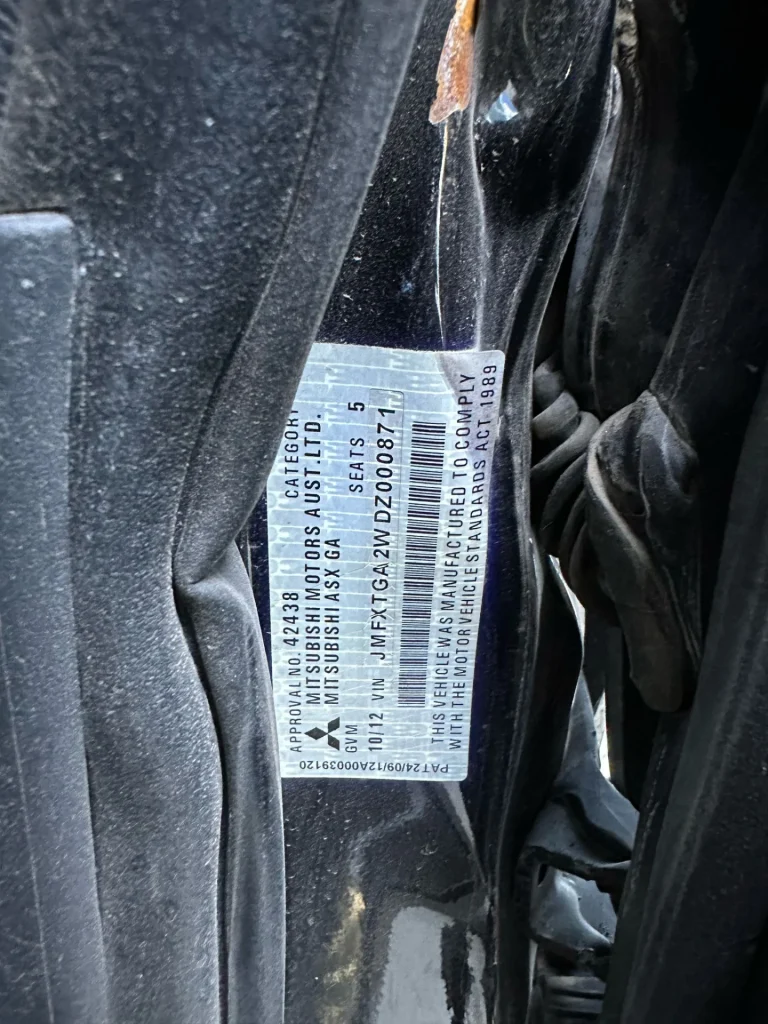 APPROVAL NO. 42438 CATEGORY
MITSUBISHI MOTORS AUST. LTD.
MITSUBISHI ASX GA
GVM SEATS 5
10/12 VIN JMFXTGA2WDZ000871
THIS VEHICLE WAS MANUFACTURED TO COMPLY
WITH THE MOTOR VEHICLE STANDARDS ACT 1989
PAT24/09/12A00039120